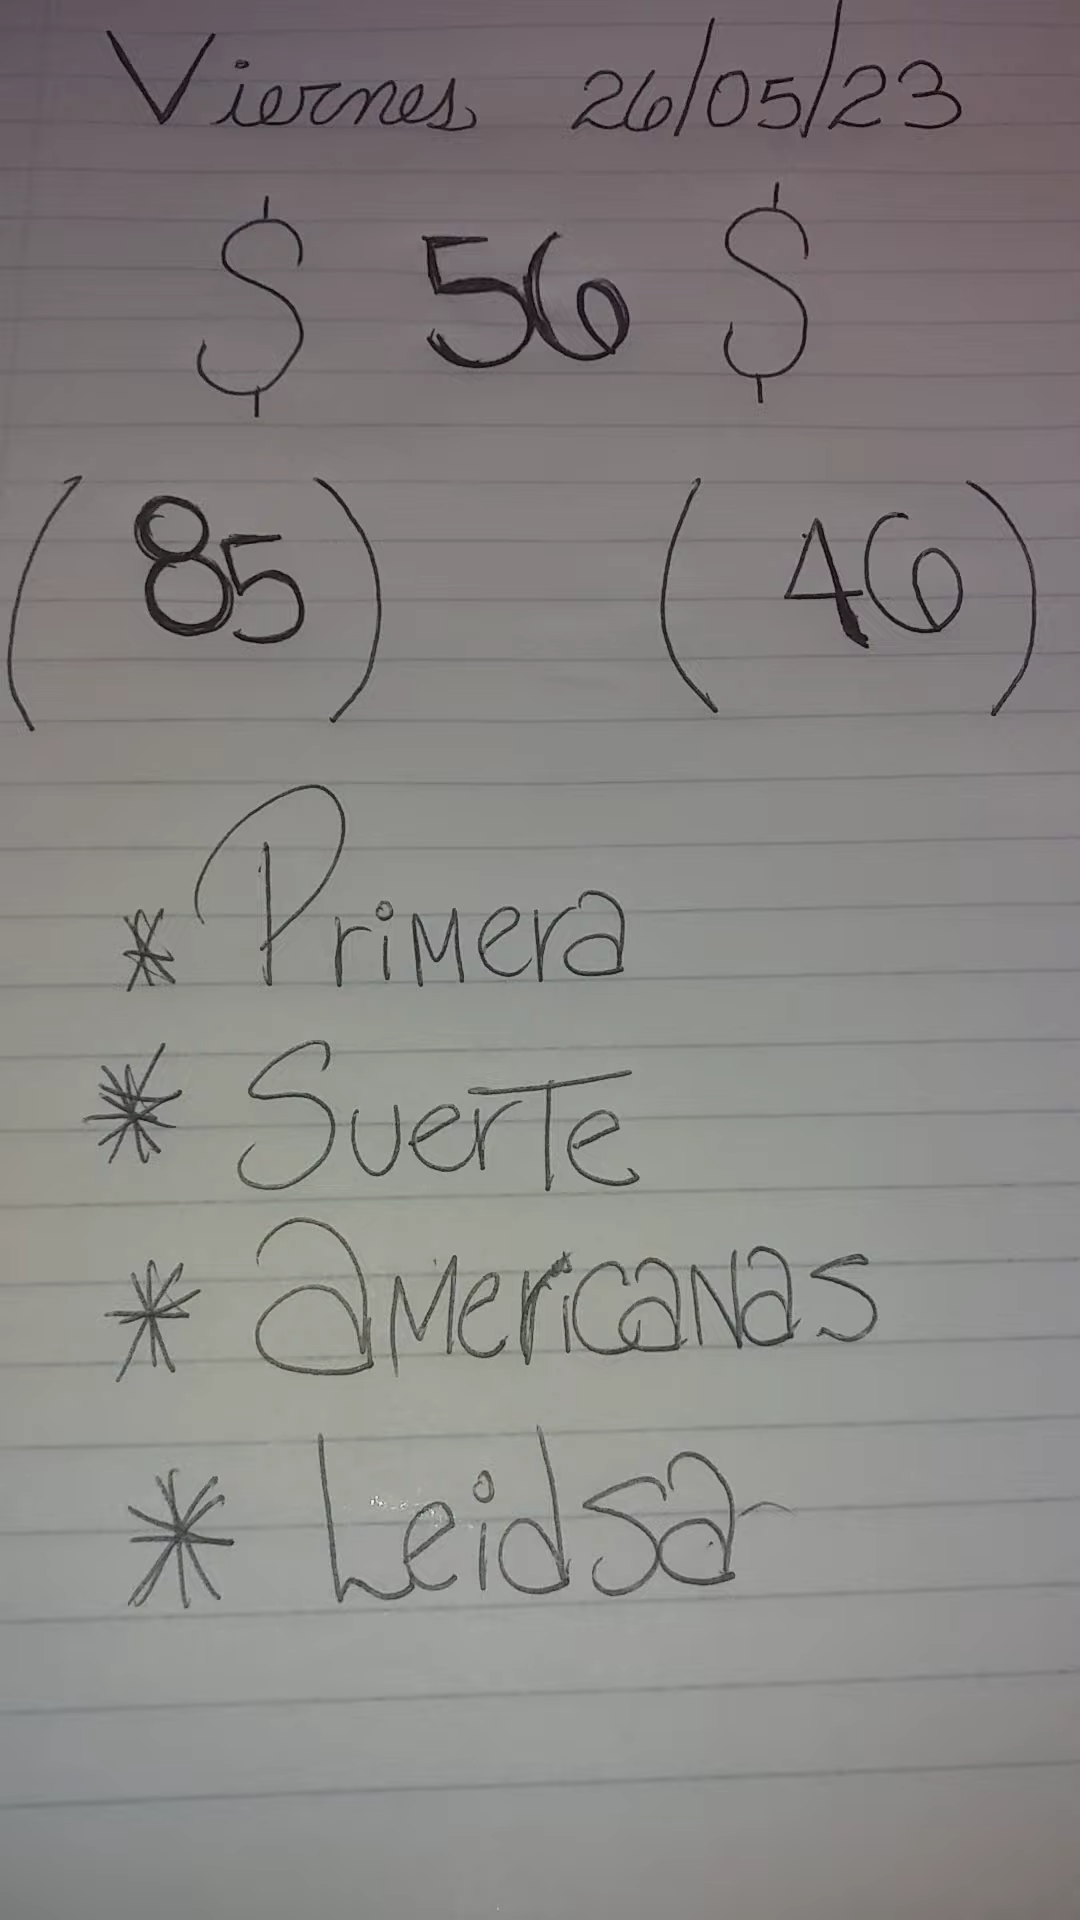 Viernes 26/05/23
$ 56 $
(85) (46)
* Primera
* Suerte
* Americanas
* Leidsa